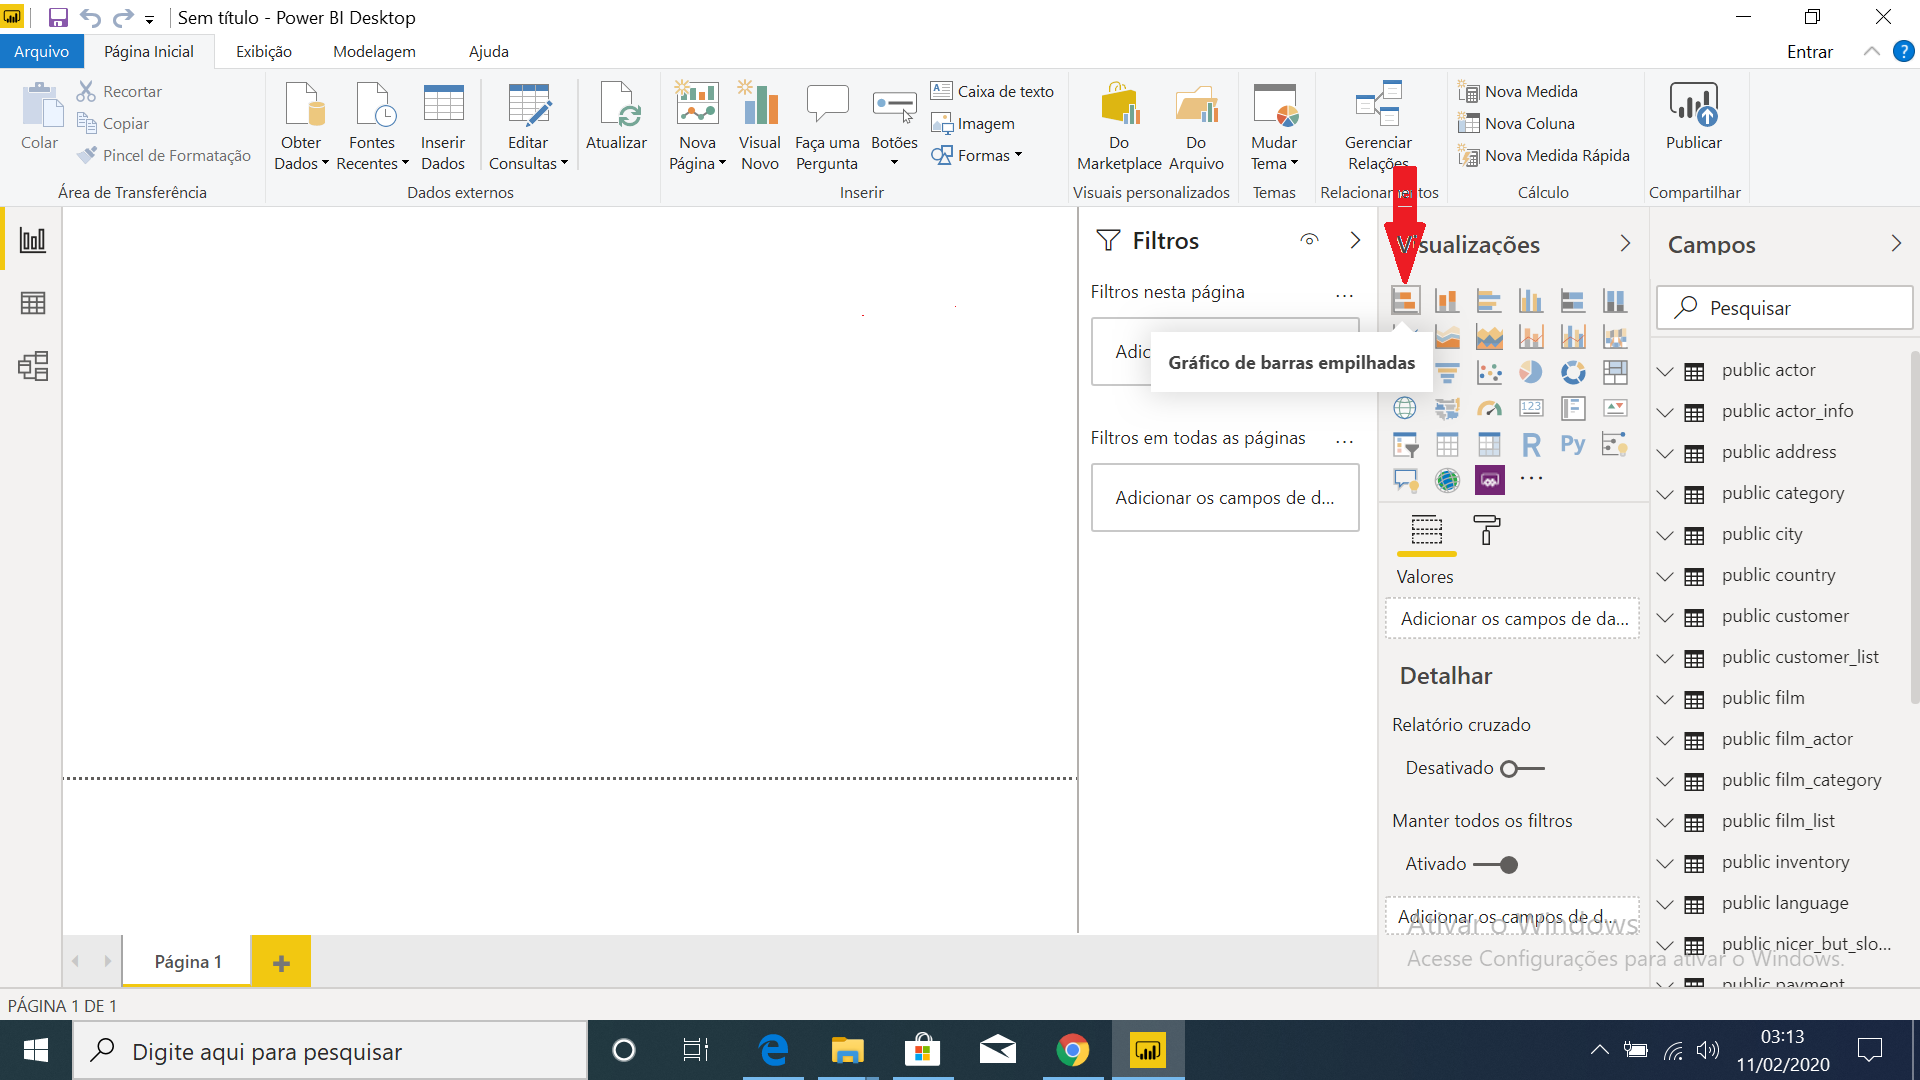 Sem título - Power BI Desktop
Arquivo
Página Inicial
Exibição
Modelagem
Ajuda
Entrar
?
Colar
Recortar
Copiar
Pincel de Formatação
Área de Transferência
Obter
Dados
Fontes
Recentes
Inserir
Dados
Editar
Consultas
Atualizar
Dados externos
Nova
Página
Visual
Novo
Faça uma
Pergunta
Botões
Caixa de texto
Imagem
Formas
Inserir
Do
Marketplace
Do
Arquivo
Visuais personalizados
Mudar
Tema
Temas
Gerenciar
Relações
Relacionamentos
Nova Medida
Nova Coluna
Nova Medida Rápida
Cálculo
Publicar
Compartilhar
Filtros
Filtros nesta página
...
Adic
Filtros em todas as páginas
...
Adicionar os campos de d...
Visualizações
Gráfico de barras empilhadas
123
R
Py
...
Valores
Adicionar os campos de da...
Detalhar
Relatório cruzado
Desativado
Manter todos os filtros
Ativado
Adicionar os campos de d...
Campos
Pesquisar
public actor
public actor_info
public address
public category
public city
public country
public customer
public customer_list
public film
public film_actor
public film_category
public film_list
public inventory
public language
public nicer_but_slo...
public payment
Ativar o Windows
Acesse Configurações para ativar o Windows.
Página 1
PÁGINA 1 DE 1
Digite aqui para pesquisar
03:13
11/02/2020